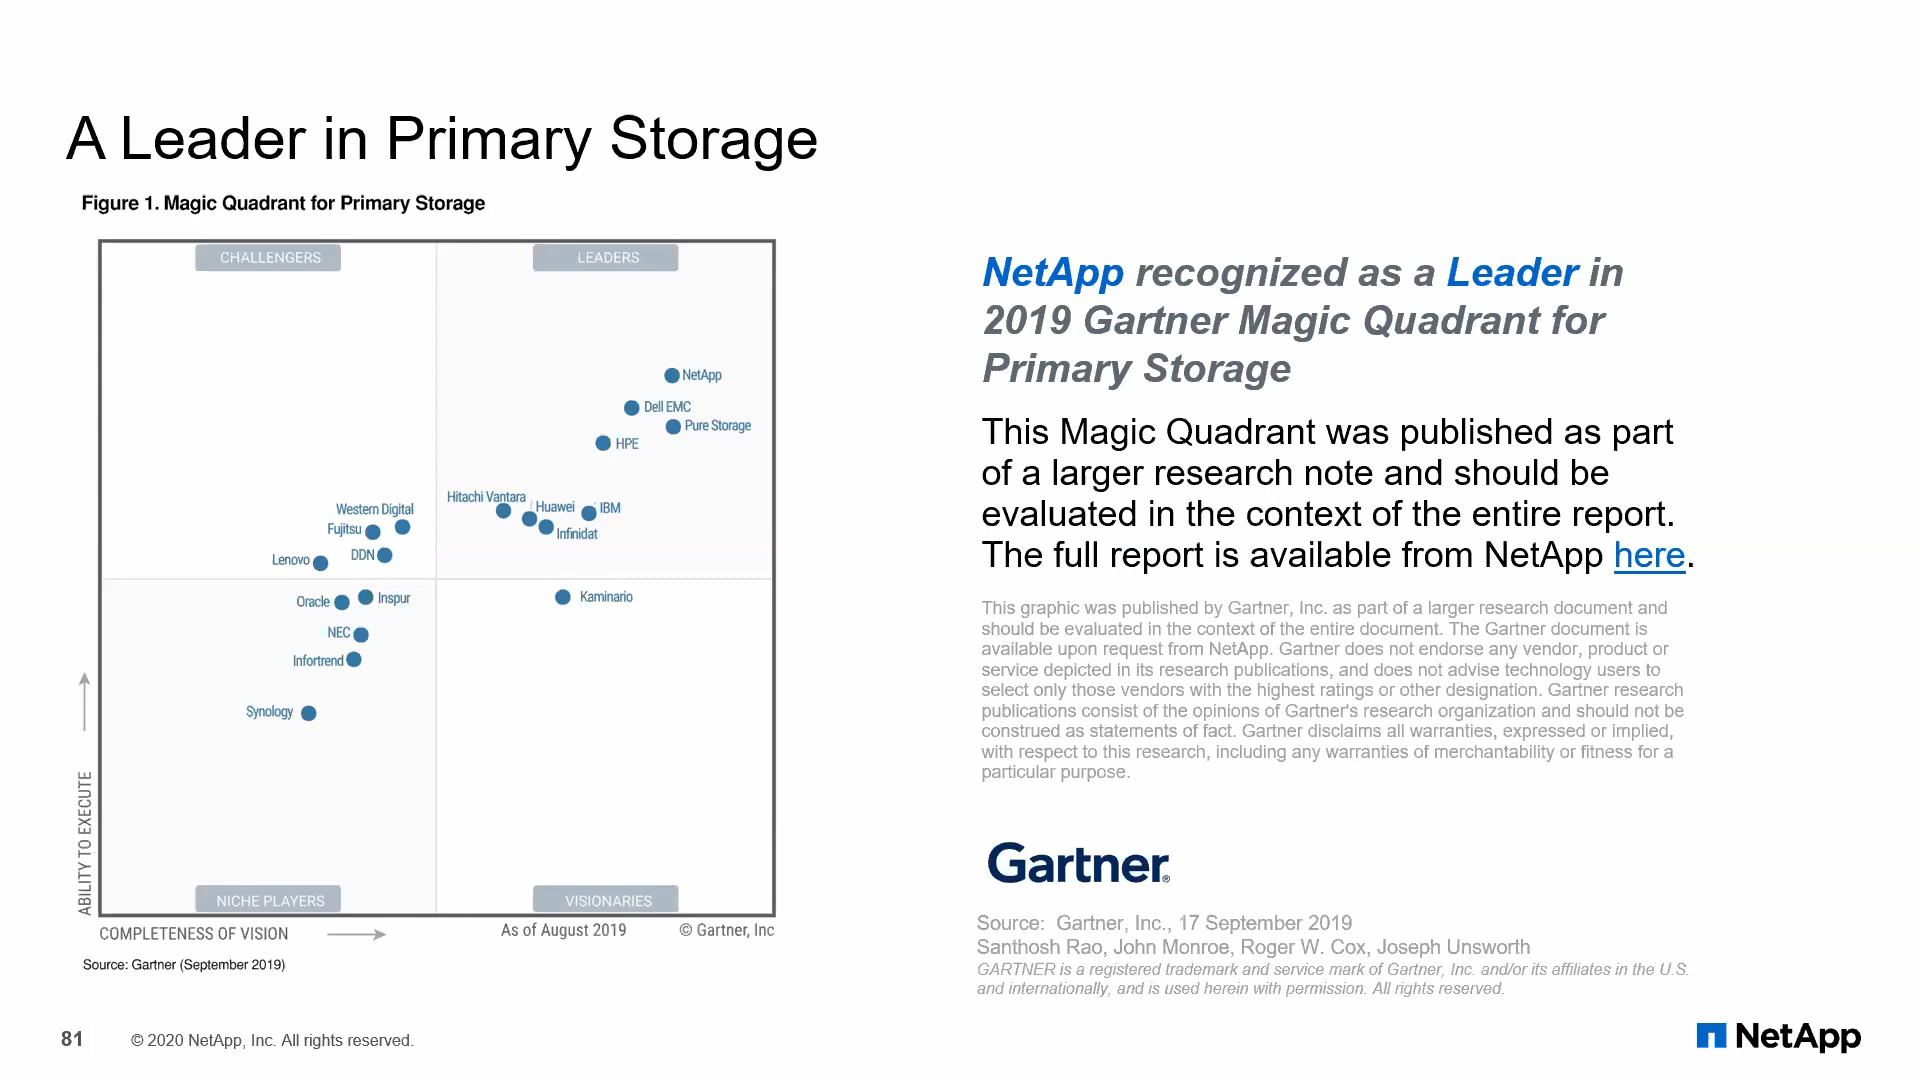 A Leader in Primary Storage
Figure 1. Magic Quadrant for Primary Storage
CHALLENGERS
LEADERS
NetApp
Dell EMC
Pure Storage
HPE
Hitachi Vantara
Huawei
IBM
Infinidat
Western Digital
Fujitsu
DDN
Lenovo
Oracle
Inspur
NEC
Infortrend
Synology
Kaminario
NICHE PLAYERS
VISIONARIES
ABILITY TO EXECUTE
COMPLETENESS OF VISION
As of August 2019
© Gartner, Inc
Source: Gartner (September 2019)
NetApp recognized as a Leader in
2019 Gartner Magic Quadrant for
Primary Storage
This Magic Quadrant was published as part
of a larger research note and should be
evaluated in the context of the entire report.
The full report is available from NetApp here.
This graphic was published by Gartner, Inc. as part of a larger research document and
should be evaluated in the context of the entire document. The Gartner document is
available upon request from NetApp. Gartner does not endorse any vendor, product or
service depicted in its research publications, and does not advise technology users to
select only those vendors with the highest ratings or other designation. Gartner research
publications consist of the opinions of Gartner's research organization and should not be
construed as statements of fact. Gartner disclaims all warranties, expressed or implied,
with respect to this research, including any warranties of merchantability or fitness for a
particular purpose.
Gartner®
Source: Gartner, Inc., 17 September 2019
Santhosh Rao, John Monroe, Roger W. Cox, Joseph Unsworth
GARTNER is a registered trademark and service mark of Gartner, Inc. and/or its affiliates in the U.S.
and internationally, and is used herein with permission. All rights reserved.
81
© 2020 NetApp, Inc. All rights reserved.
NetApp